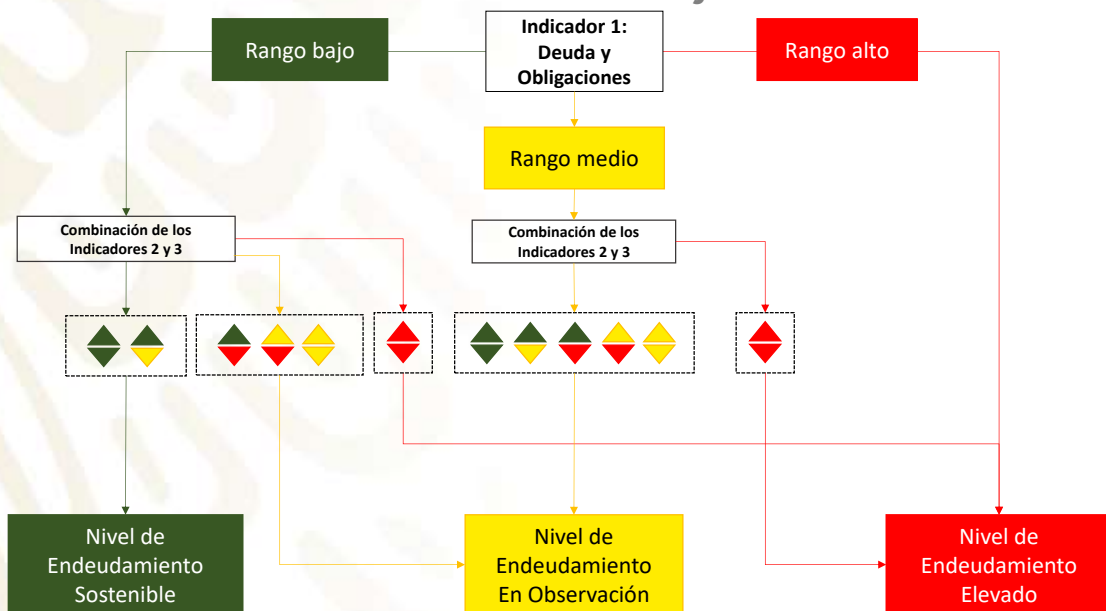 Indicador 1:
Deuda y
Obligaciones
Rango bajo
Rango alto
Rango medio
Combinación de los
Indicadores 2 y 3
Combinación de los
Indicadores 2 y 3
Nivel de
Endeudamiento
Sostenible
Nivel de
Endeudamiento
En Observación
Nivel de
Endeudamiento
Elevado